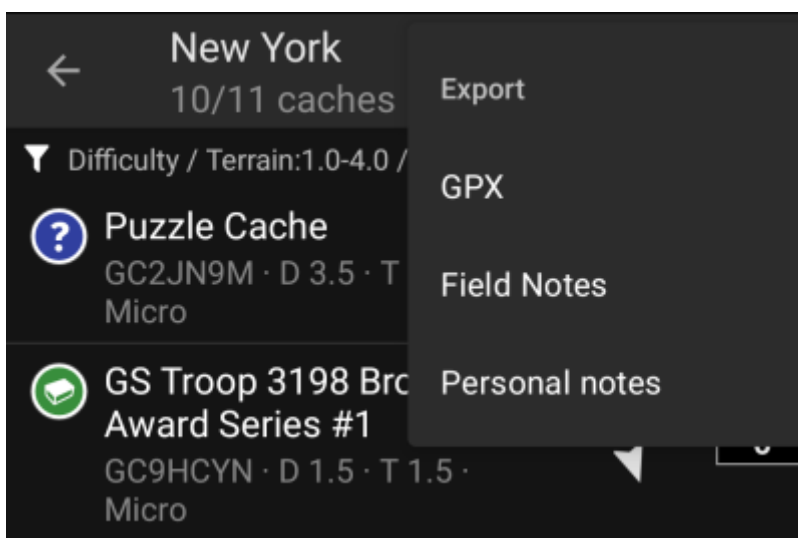 New York
10/11 caches
Difficulty / Terrain:1.0-4.0 /
Puzzle Cache
GC2JN9M · D 3.5 · T
Micro
GS Troop 3198 Bro
Award Series #1
GC9HCYN · D 1.5 · T 1.5 ·
Micro
Export
GPX
Field Notes
Personal notes